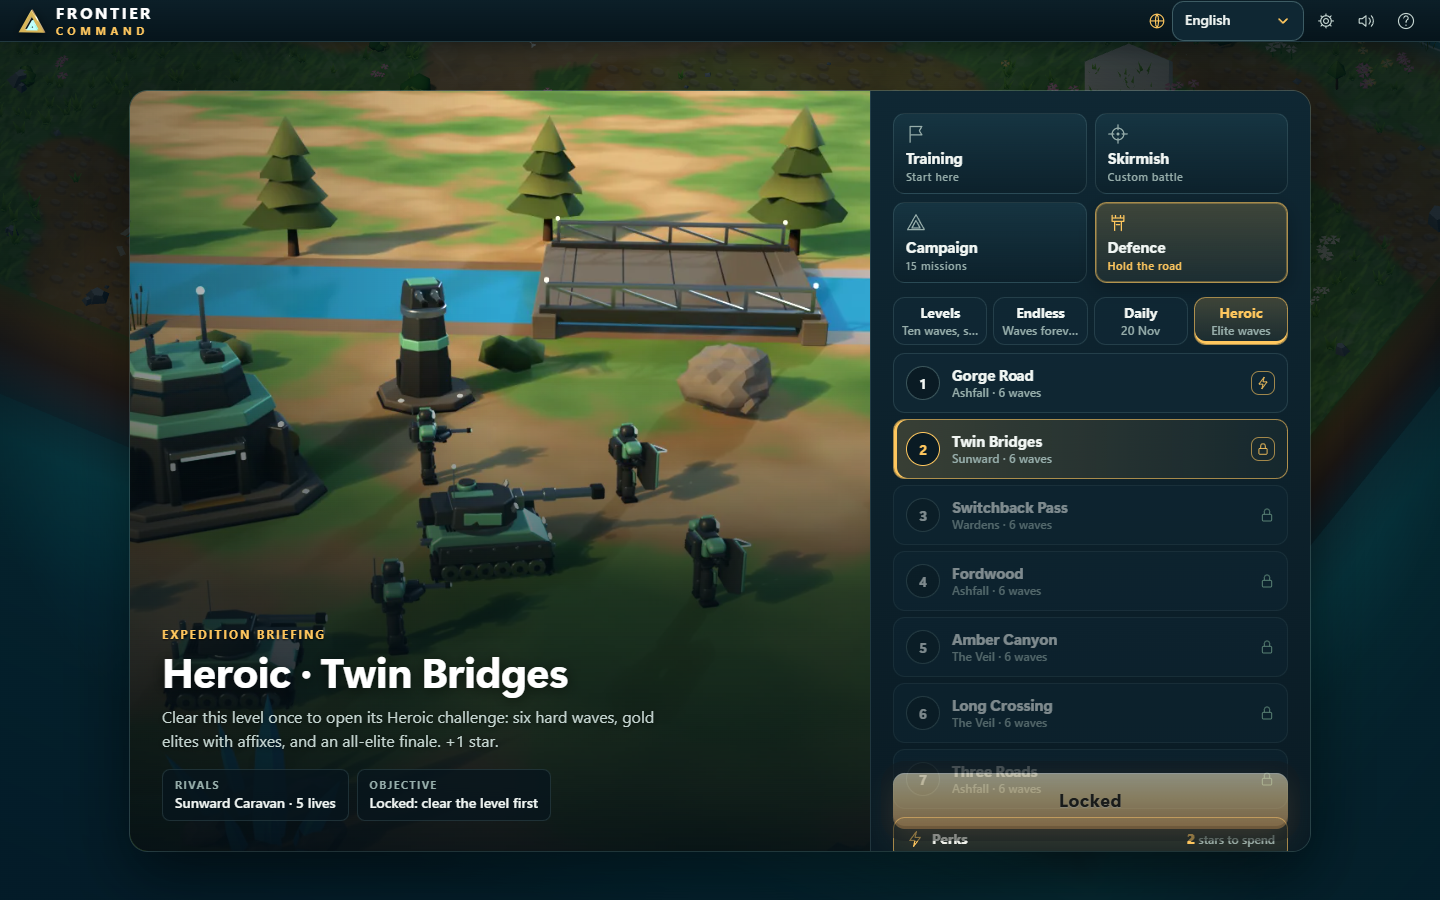 FRONTIER
COMMAND
English
Training
Start here
Skirmish
Custom battle
Campaign
15 missions
Defence
Hold the road
Levels
Ten waves, s...
Endless
Waves forev...
Daily
20 Nov
Heroic
Elite waves
1
Gorge Road
Ashfall · 6 waves
2
Twin Bridges
Sunward · 6 waves
3
Switchback Pass
Wardens · 6 waves
4
Fordwood
Ashfall · 6 waves
5
Amber Canyon
The Veil · 6 waves
6
Long Crossing
The Veil · 6 waves
7
Three Roads
Ashfall · 6 waves
Locked
Perks
2 stars to spend
EXPEDITION BRIEFING
Heroic · Twin Bridges
Clear this level once to open its Heroic challenge: six hard waves, gold
elites with affixes, and an all-elite finale. +1 star.
RIVALS
Sunward Caravan · 5 lives
OBJECTIVE
Locked: clear the level first